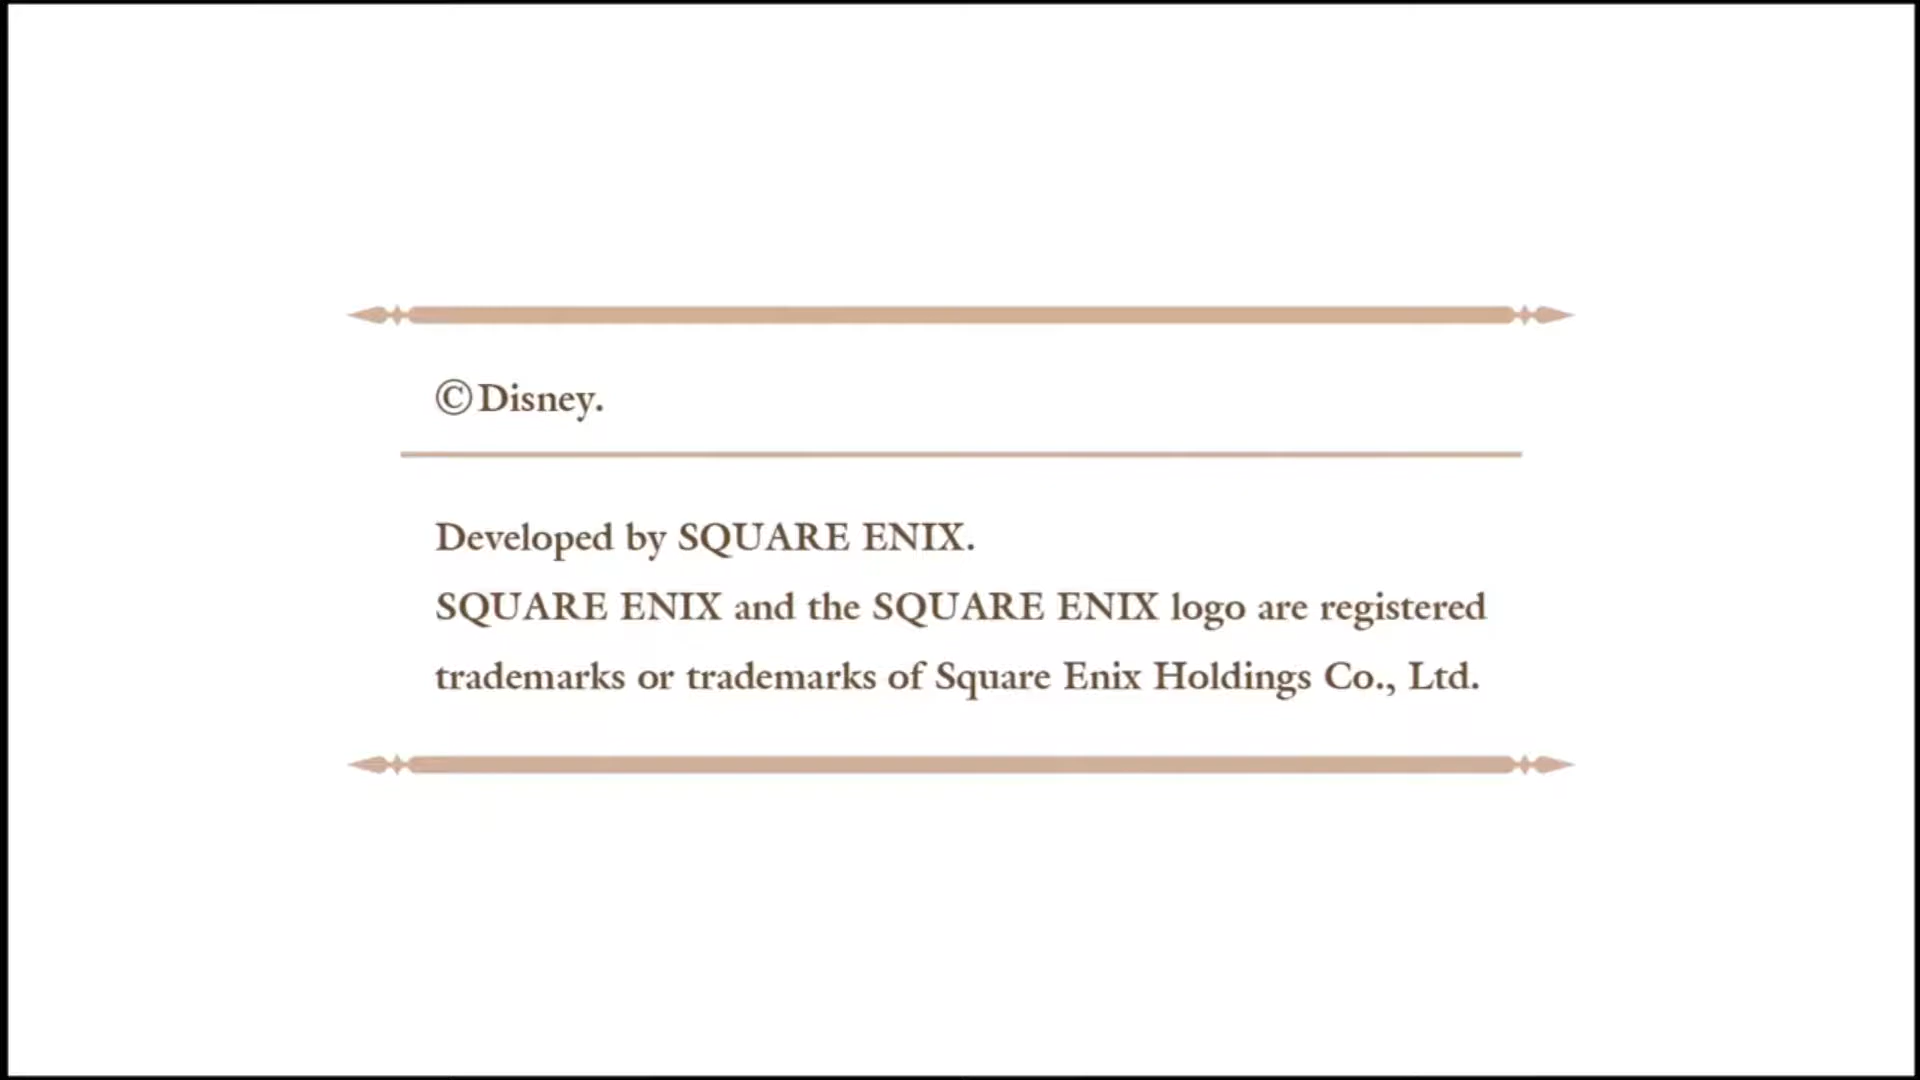 ©Disney.
Developed by SQUARE ENIX.
SQUARE ENIX and the SQUARE ENIX logo are registered
trademarks or trademarks of Square Enix Holdings Co., Ltd.